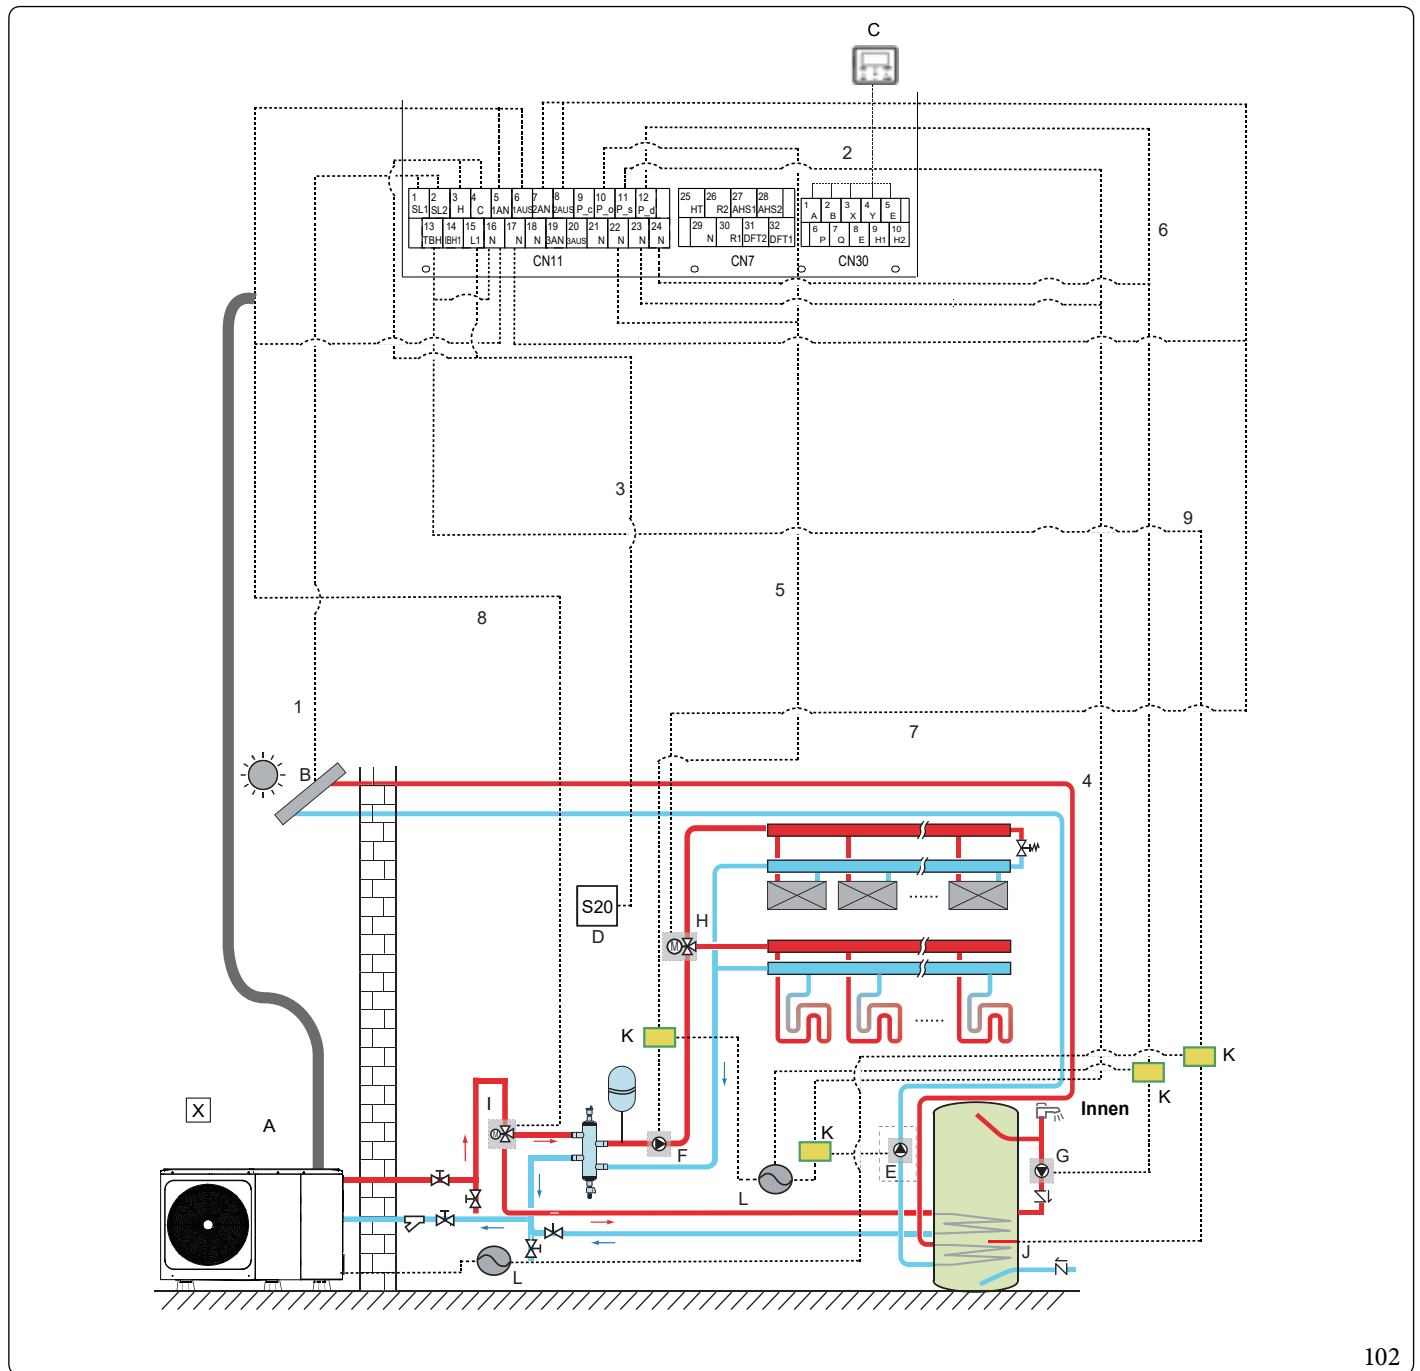 C
2
6
1 2 3 4 5 6 7 8 9 10 11 12
SL1 SL2 H C 1AN 1AUS 2AN 2AUS P_c P_o P_s P_d
13 14 15 16 17 18 19 20 21 22 23 24
TBH IBH1 L1 N N N 3AN 3AUS N N N N
CN11
25 26 27 28
HT R2 AHS1 AHS2
29 30 31 32
N R1 DFT2 DFT1
CN7
1 2 3 4 5
A B X Y E
6 7 8 9 10
P Q E H1 H2
CN30
3
9
5
8
1
7
B
4
S20
D
H
K
K
K
X
A
I
Innen
K
F
E
G
L
J
L
102